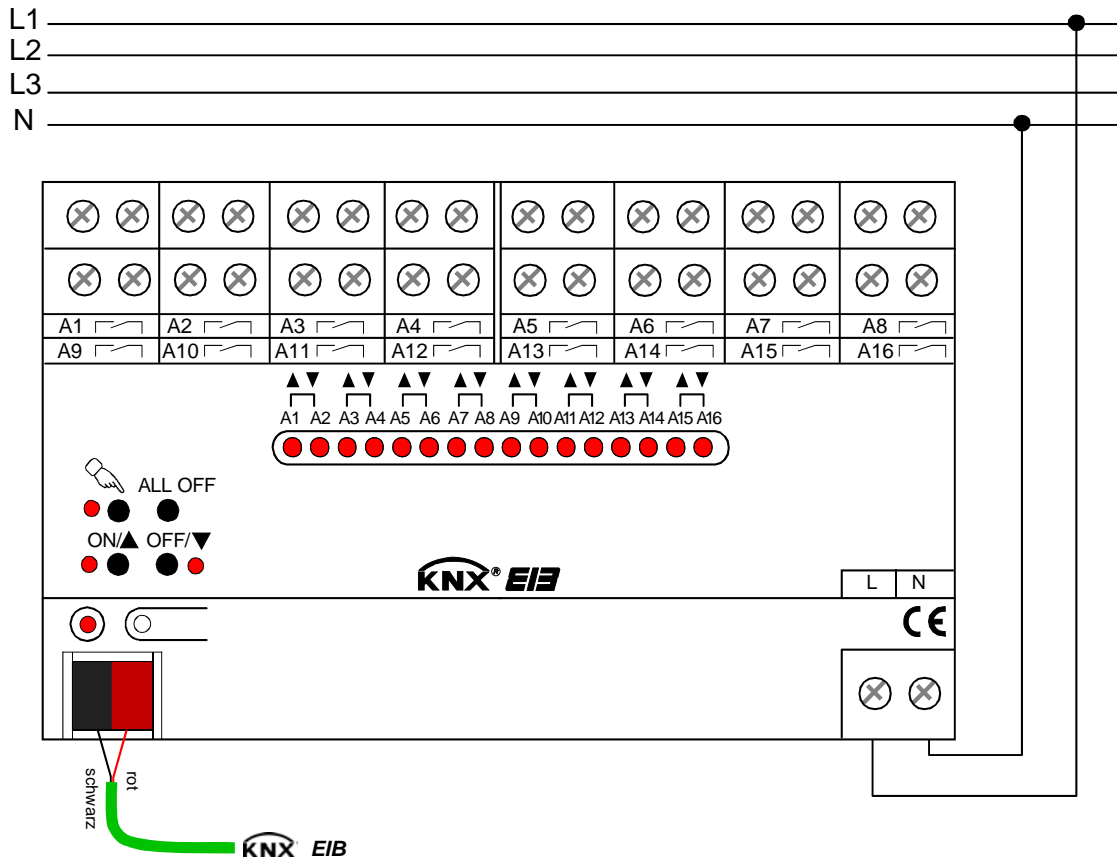 L1
L2
L3
N
A1 A2 A3 A4 A5 A6 A7 A8
A9 A10 A11 A12 A13 A14 A15 A16
A1 A2 A3 A4 A5 A6 A7 A8 A9 A10 A11 A12 A13 A14 A15 A16
ALL OFF
ON/▲ OFF/▼
KNX® EIB
L N
CE
schwarz
rot
KNX EIB